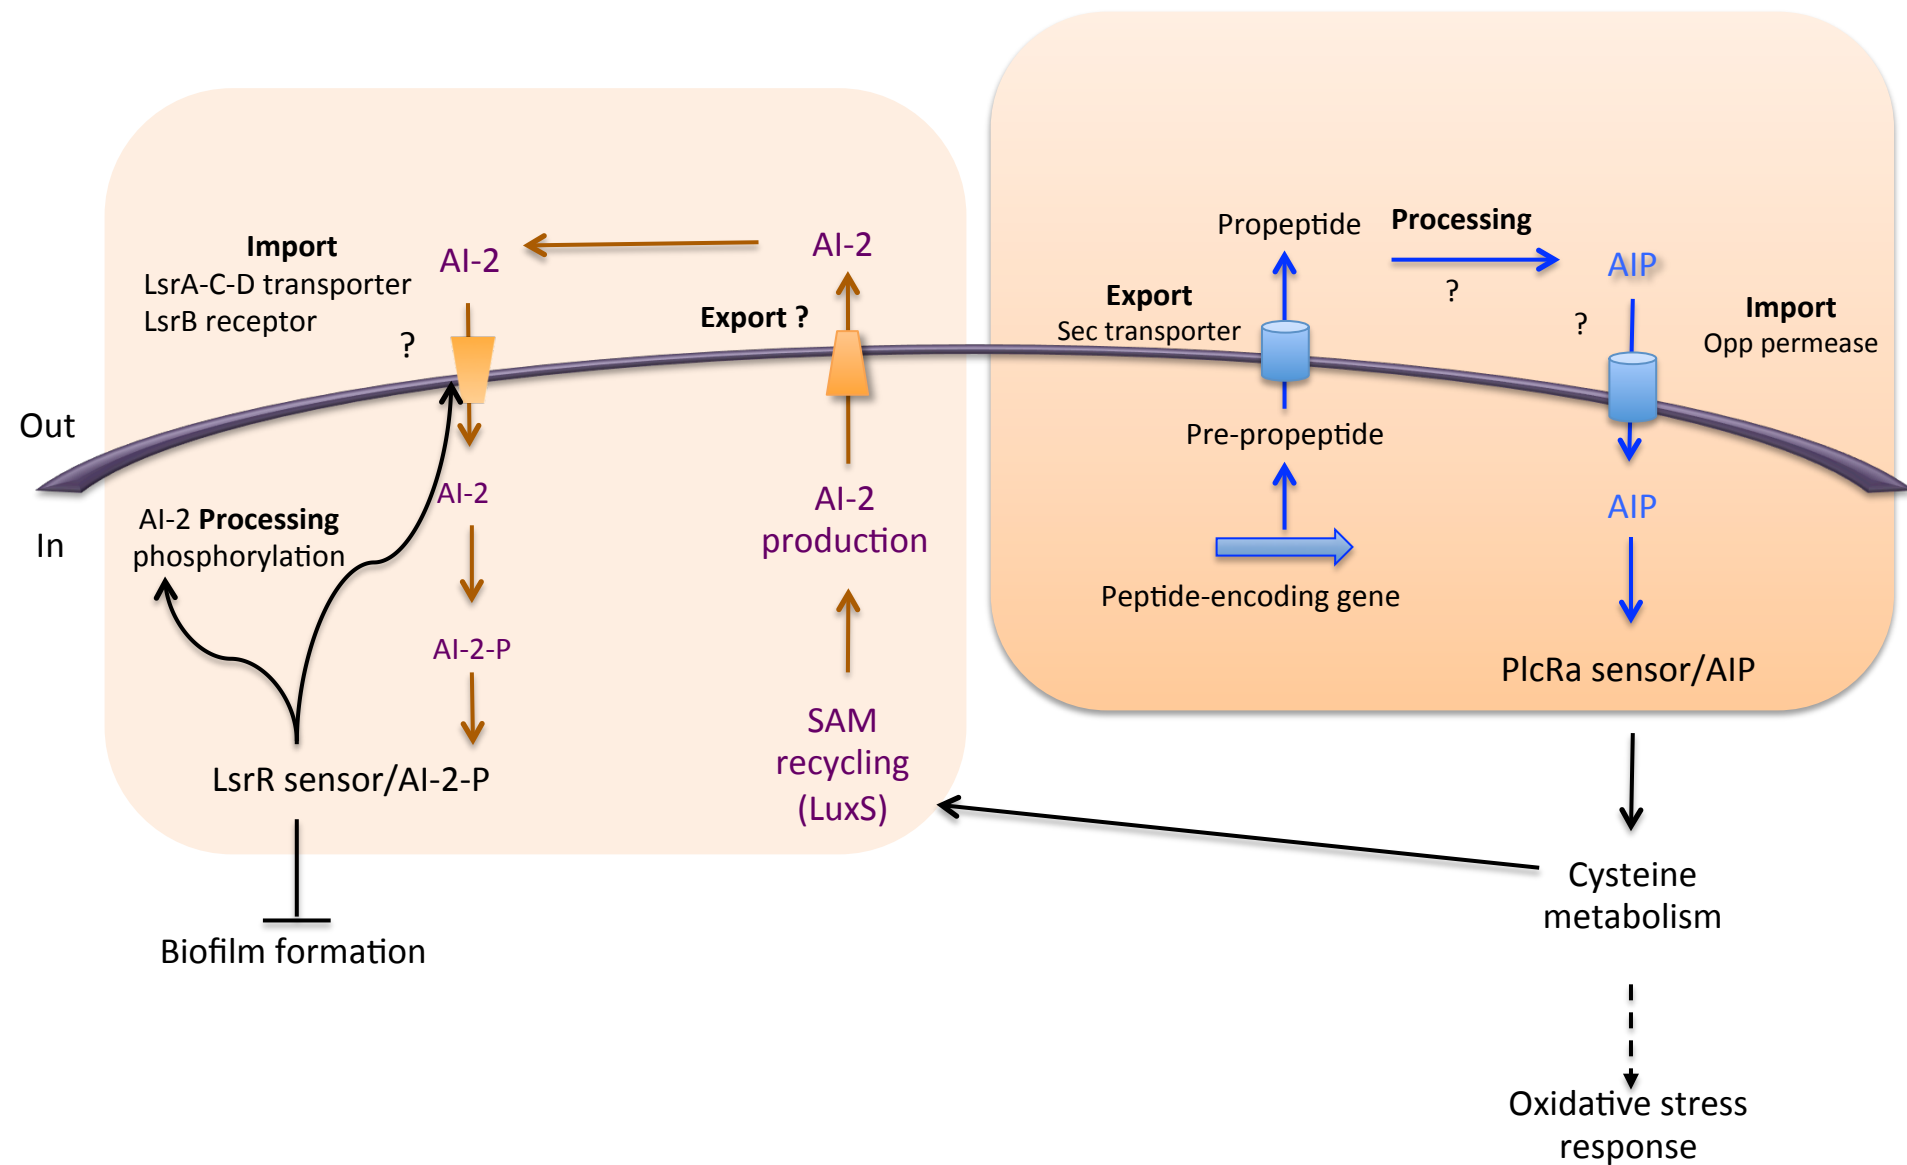 Import
LsrA-C-D transporter
LsrB receptor
?
AI-2
AI-2
Export ?
Out
In
AI-2 Processing
phosphorylation
AI-2
AI-2
production
AI-2-P
SAM
recycling
(LuxS)
LsrR sensor/AI-2-P
Biofilm formation
Propeptide
Processing
?
AIP
Export
Sec transporter
?
Import
Opp permease
Pre-propeptide
AIP
Peptide-encoding gene
PlcRa sensor/AIP
Cysteine
metabolism
Oxidative stress
response